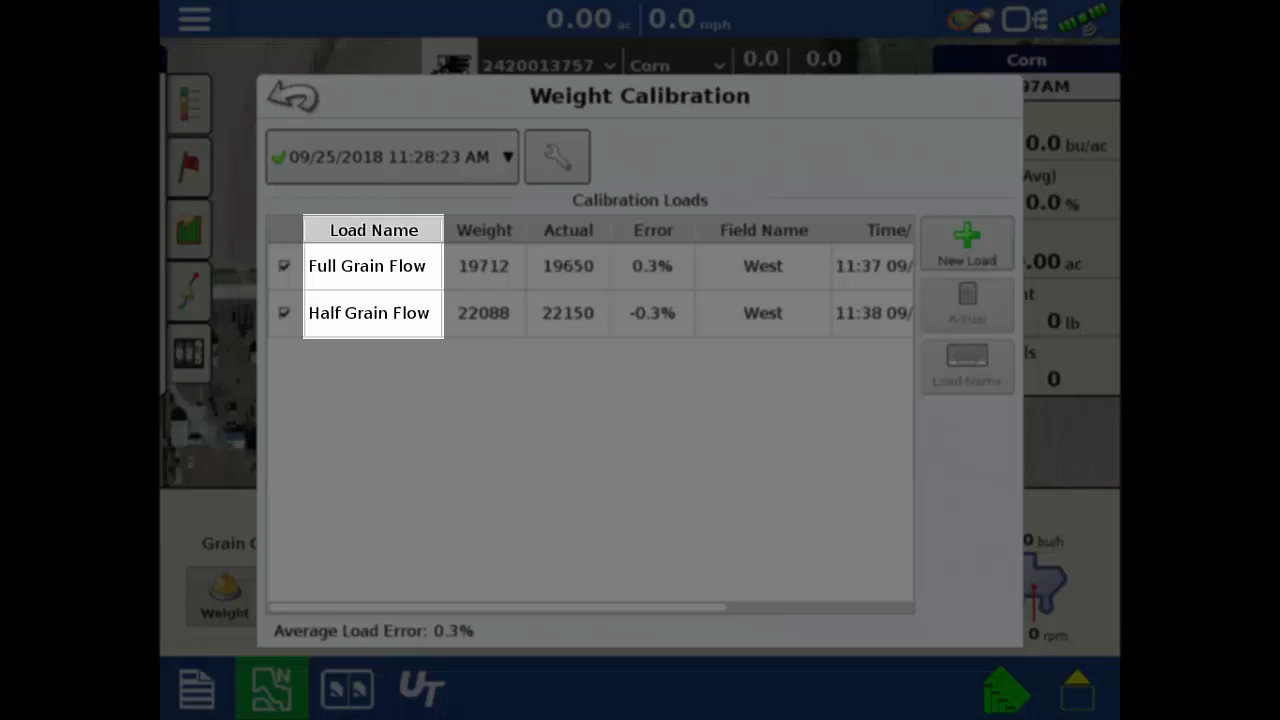 0.00 ac 0.0 mph
2420013757 Corn 0.0 0.0 Corn
Weight Calibration
7AM
09/25/2018 11:28:23 AM
0.0 bu/ac
Avg)
0.0 %
Calibration Loads
Load Name Weight Actual Error Field Name Time/
New Load
Full Grain Flow 19712 19650 0.3% West 11:37 09/
.00 ac
Half Grain Flow 22088 22150 -0.3% West 11:38 09/
Actual
0 lb
Load Name
0
Grain
0 bu/h
Weight
Average Load Error: 0.3%
0 rpm
N
UT